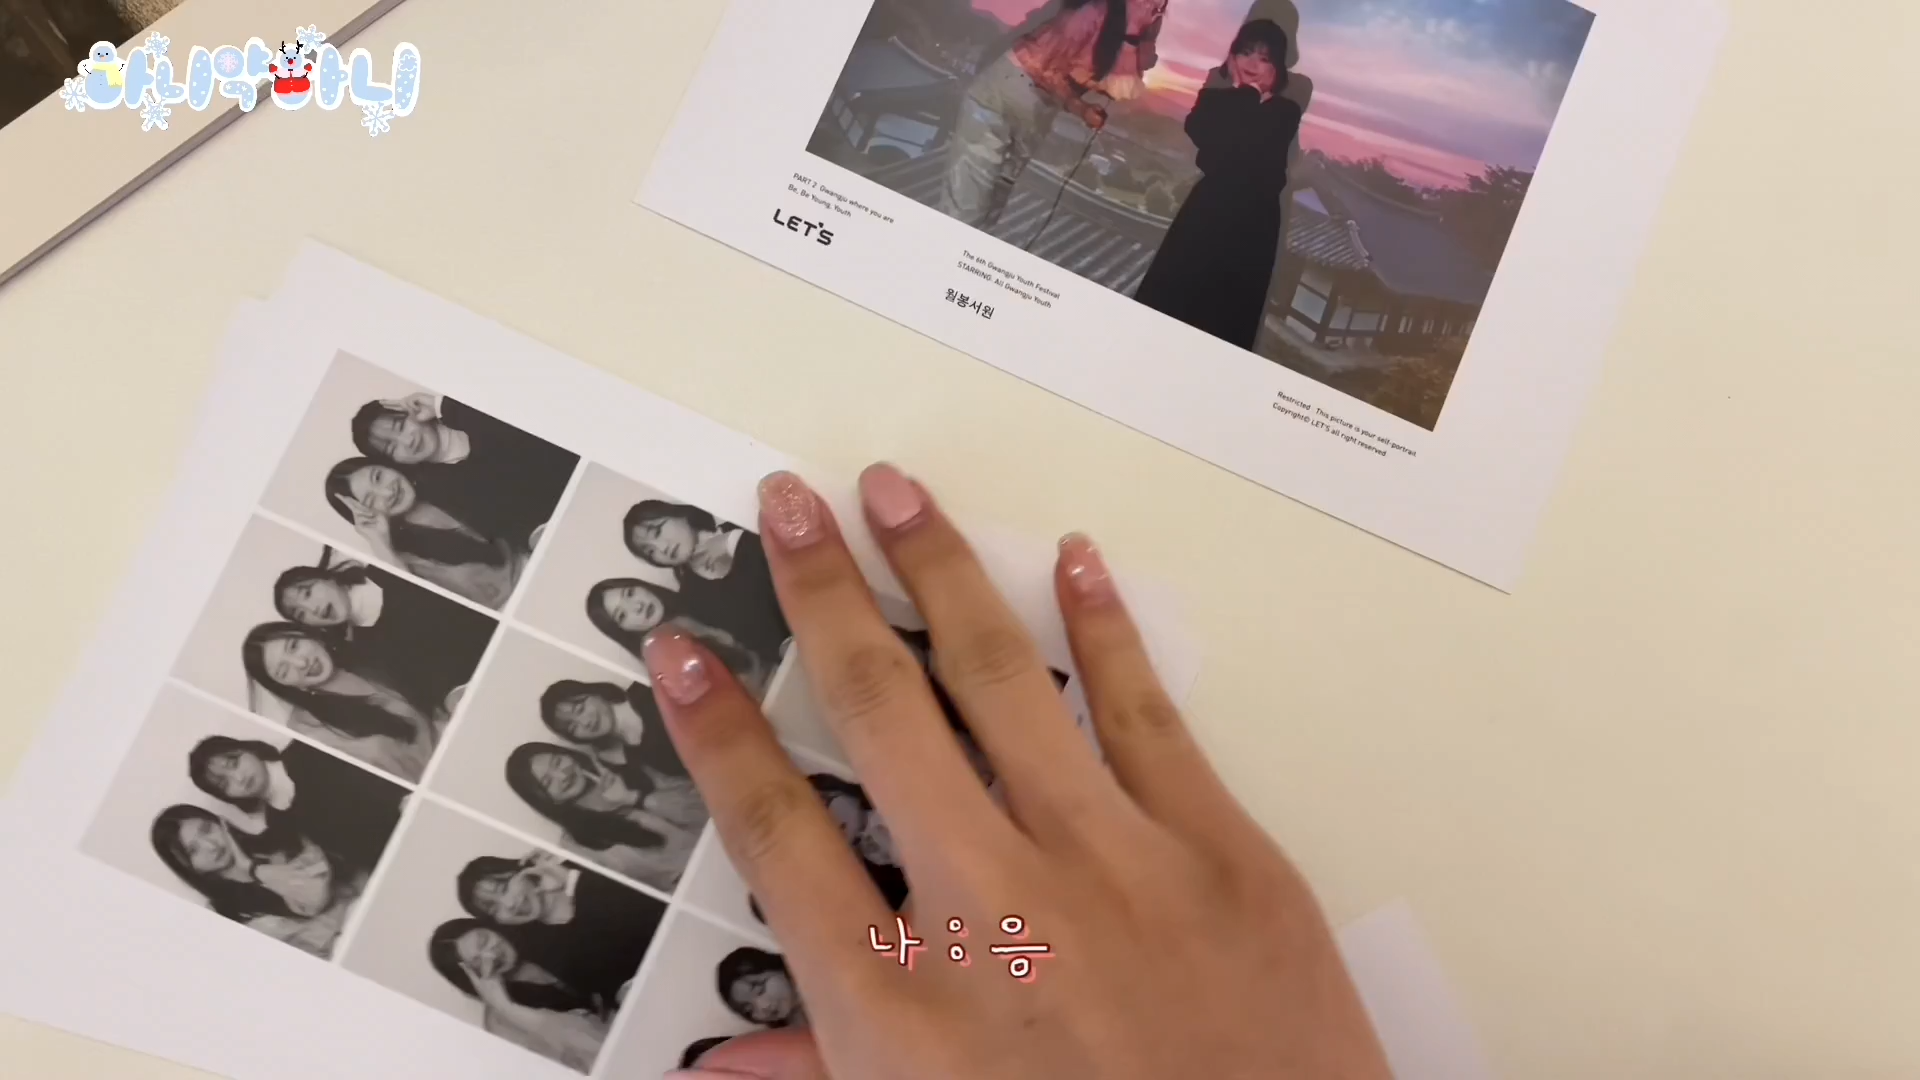 하니약하니
PART 2. Gwangju where you are
Be, Be Young, Youth
LET'S
The 6th Gwangju Youth Festival
STARRING. All Gwangju Youth
월봉서원
Restricted. This picture is your self-portrait
Copyright© LET'S all right reserved
나 : 응